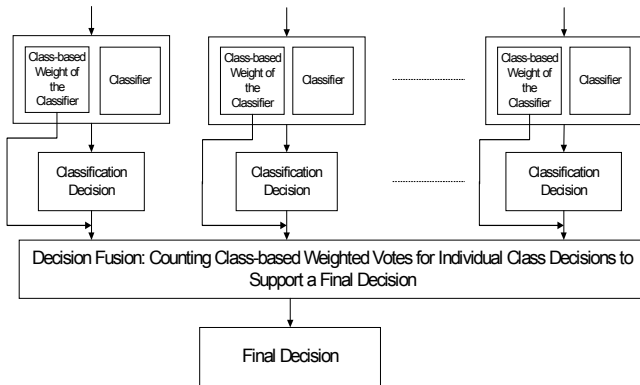 Class-based
Weight of
the
Classifier
Classifier
Class-based
Weight of
the
Classifier
Classifier
Class-based
Weight of
the
Classifier
Classifier
Classification
Decision
Classification
Decision
Classification
Decision
Decision Fusion: Counting Class-based Weighted Votes for Individual Class Decisions to
Support a Final Decision
Final Decision